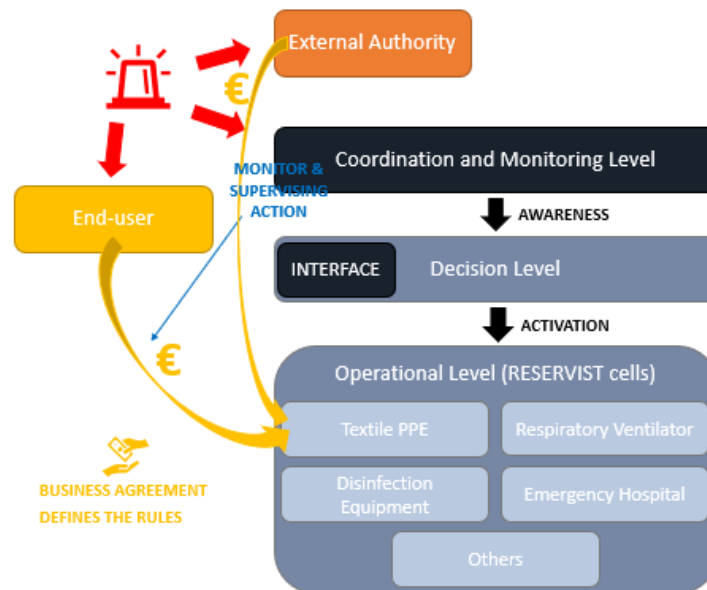 External Authority
€
Coordination and Monitoring Level
MONITOR &
SUPERVISING
ACTION
End-user
AWARENESS
INTERFACE
Decision Level
ACTIVATION
€
Operational Level (RESERVIST cells)
Textile PPE
Respiratory Ventilator
Disinfection
Equipment
Emergency Hospital
BUSINESS AGREEMENT
DEFINES THE RULES
Others